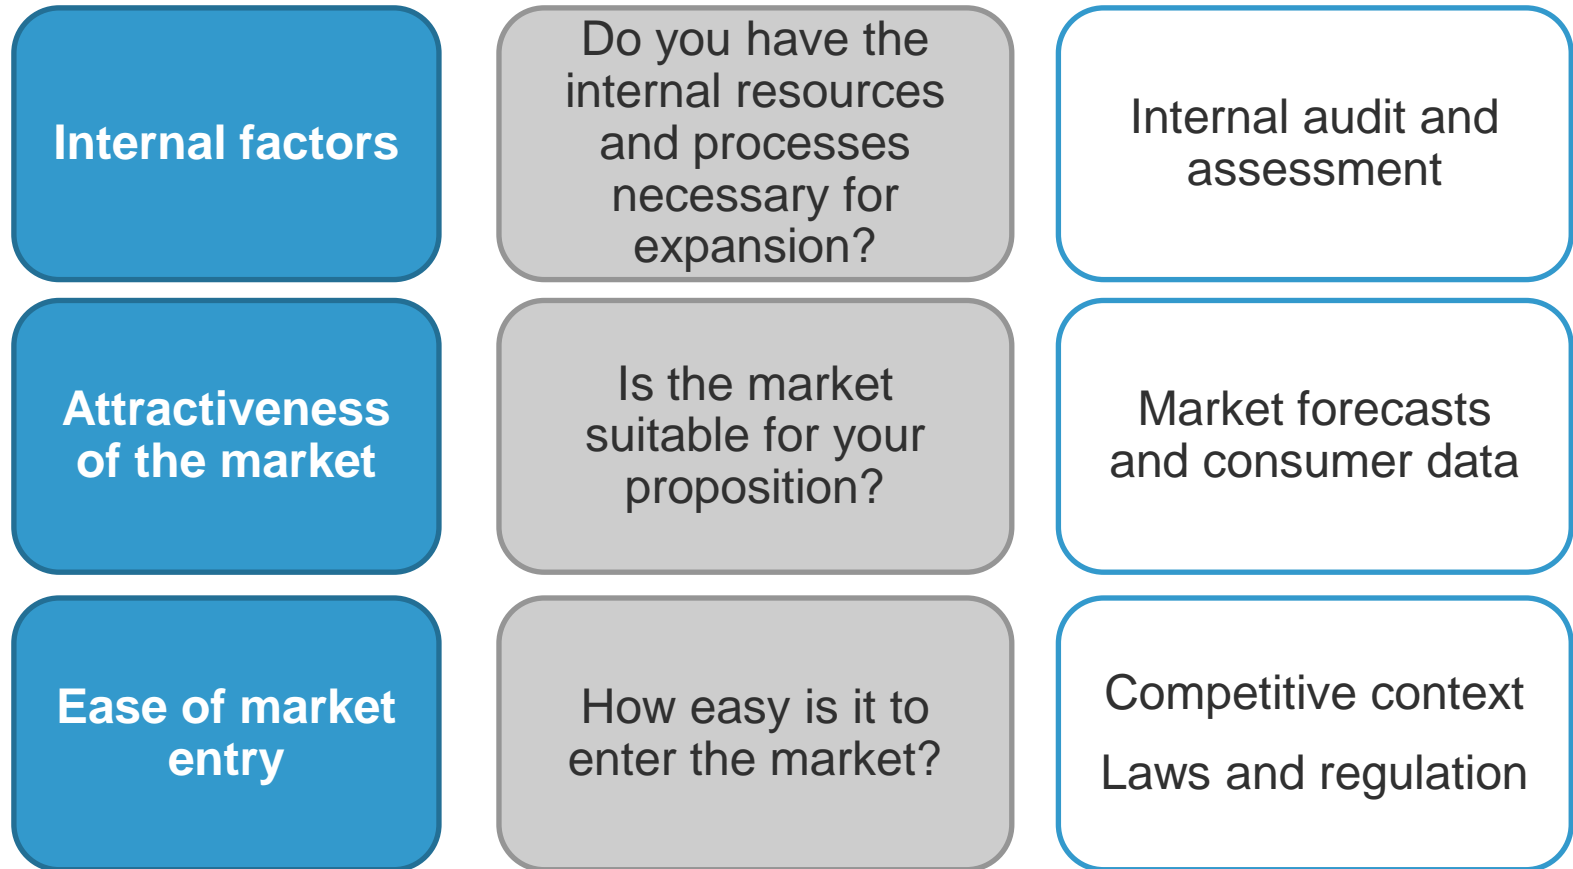 Internal factors
Do you have the
internal resources
and processes
necessary for
expansion?
Internal audit and
assessment
Attractiveness
of the market
Is the market
suitable for your
proposition?
Market forecasts
and consumer data
Ease of market
entry
How easy is it to
enter the market?
Competitive context
Laws and regulation